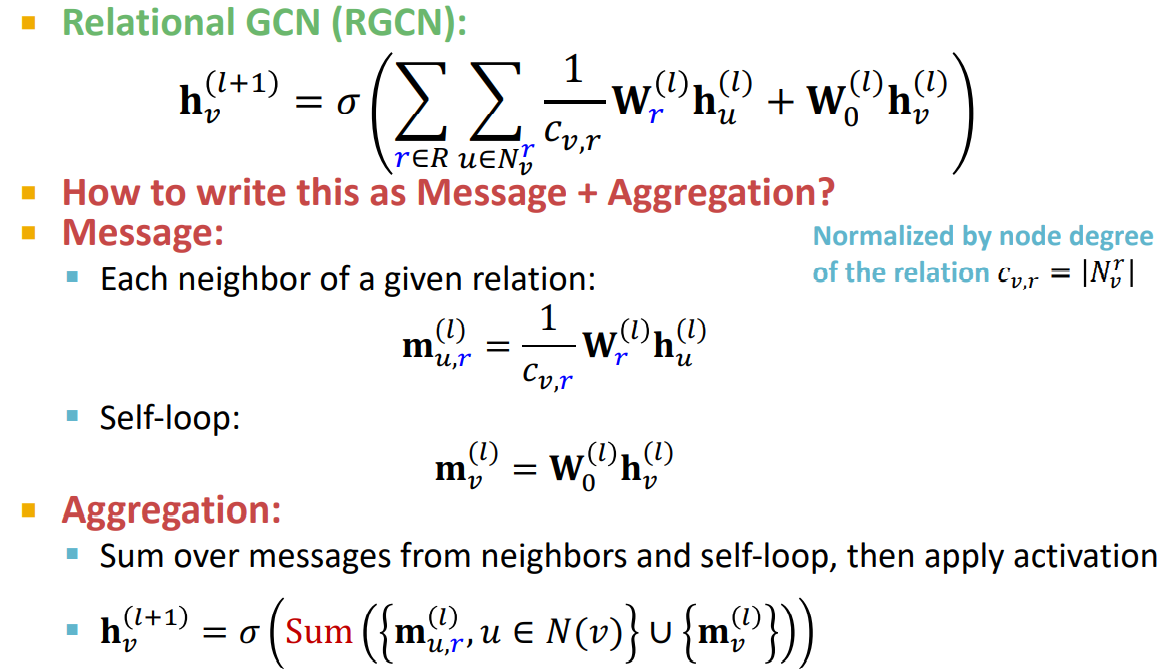 ▪ Relational GCN (RGCN):
$\mathbf{h}_v^{(l+1)} = \sigma\left(\sum_{r \in R} \sum_{u \in N_v^r} \frac{1}{c_{v,r}} \mathbf{W}_r^{(l)} \mathbf{h}_u^{(l)} + \mathbf{W}_0^{(l)} \mathbf{h}_v^{(l)}\right)$
▪ How to write this as Message + Aggregation?
▪ Message:
Normalized by node degree
of the relation $c_{v,r} = |N_v^r|$
▪ Each neighbor of a given relation:
$\mathbf{m}_{u,r}^{(l)} = \frac{1}{c_{v,r}} \mathbf{W}_r^{(l)} \mathbf{h}_u^{(l)}$
▪ Self-loop:
$\mathbf{m}_v^{(l)} = \mathbf{W}_0^{(l)} \mathbf{h}_v^{(l)}$
▪ Aggregation:
▪ Sum over messages from neighbors and self-loop, then apply activation
▪ $\mathbf{h}_v^{(l+1)} = \sigma\left(\text{Sum}\left(\left\{\mathbf{m}_{u,r}^{(l)}, u \in N(v)\right\} \cup \left\{\mathbf{m}_v^{(l)}\right\}\right)\right)$